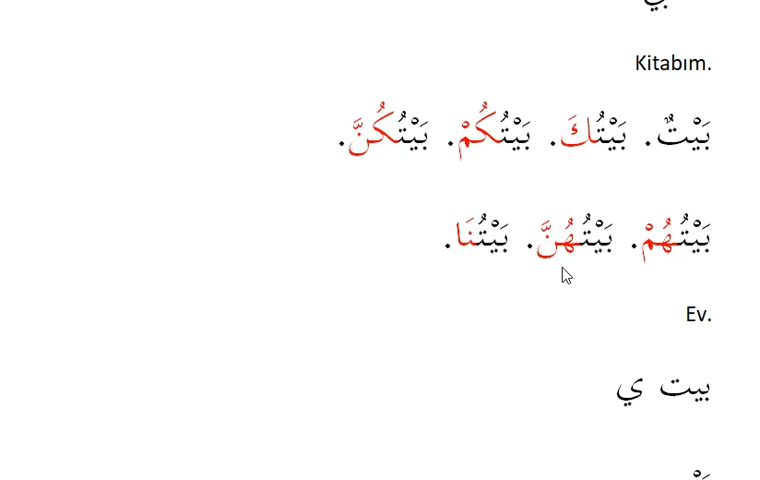 Kitabım.
بَيْتٌ. بَيْتُكَ. بَيْتُكُمْ. بَيْتُكُنَّ.
بَيْتُهُمْ. بَيْتُهُنَّ. بَيْتُنَا.
Ev.
بيت ي